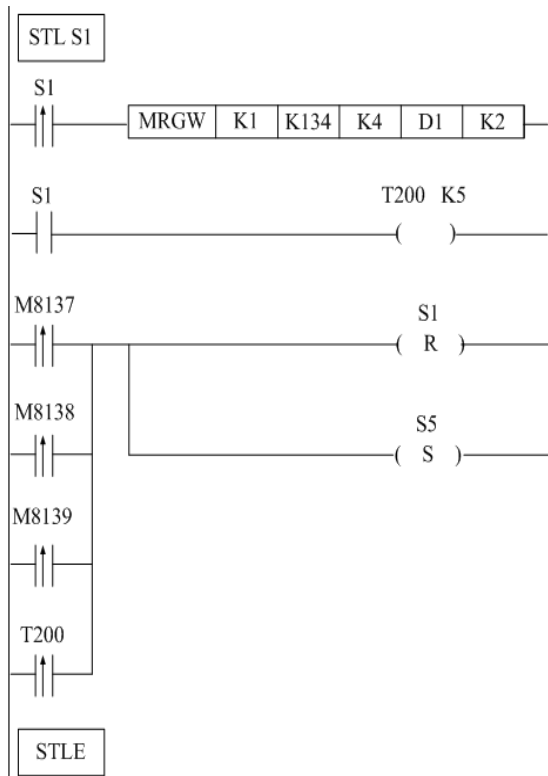 STL S1
S1
MRGW K1 K134 K4 D1 K2
S1
T200 K5
( )
M8137
S1
( R )
M8138
S5
( S )
M8139
T200
STLE